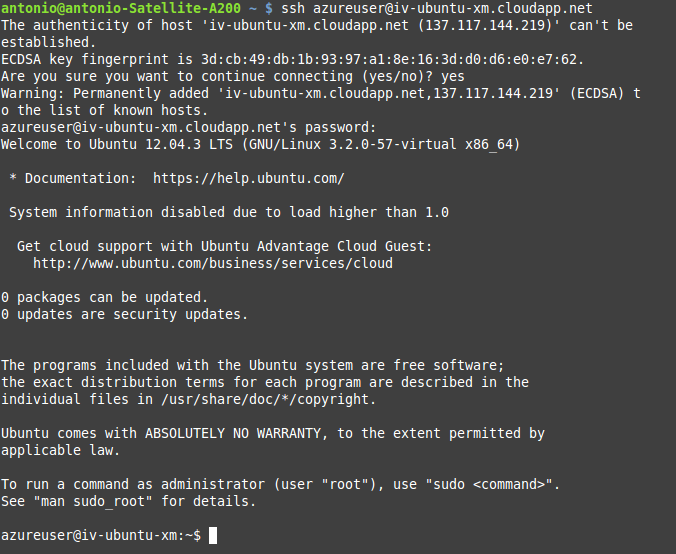 antonio@antonio-Satellite-A200 ~ $ ssh azureuser@iv-ubuntu-xm.cloudapp.net
The authenticity of host 'iv-ubuntu-xm.cloudapp.net (137.117.144.219)' can't be
established.
ECDSA key fingerprint is 3d:cb:49:db:1b:93:97:a1:8e:16:3d:d0:d6:e0:e7:62.
Are you sure you want to continue connecting (yes/no)? yes
Warning: Permanently added 'iv-ubuntu-xm.cloudapp.net,137.117.144.219' (ECDSA) t
o the list of known hosts.
azureuser@iv-ubuntu-xm.cloudapp.net's password:
Welcome to Ubuntu 12.04.3 LTS (GNU/Linux 3.2.0-57-virtual x86_64)
* Documentation:  https://help.ubuntu.com/
System information disabled due to load higher than 1.0
Get cloud support with Ubuntu Advantage Cloud Guest:
http://www.ubuntu.com/business/services/cloud
0 packages can be updated.
0 updates are security updates.
The programs included with the Ubuntu system are free software;
the exact distribution terms for each program are described in the
individual files in /usr/share/doc/*/copyright.
Ubuntu comes with ABSOLUTELY NO WARRANTY, to the extent permitted by
applicable law.
To run a command as administrator (user "root"), use "sudo <command>".
See "man sudo_root" for details.
azureuser@iv-ubuntu-xm:~$